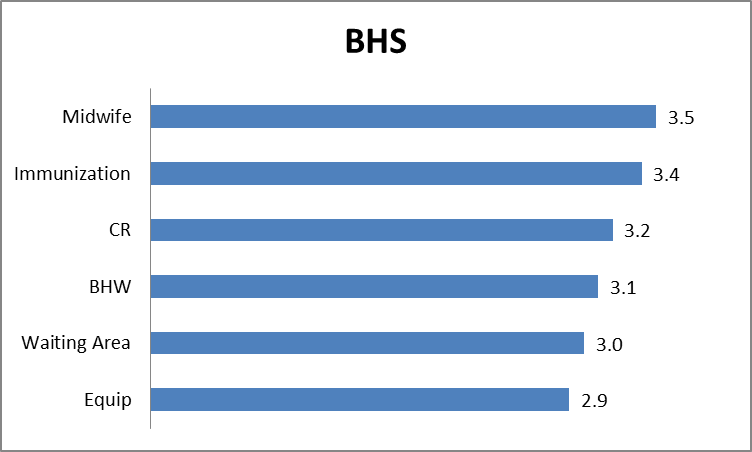 BHS
Midwife 3.5
Immunization 3.4
CR 3.2
BHW 3.1
Waiting Area 3.0
Equip 2.9